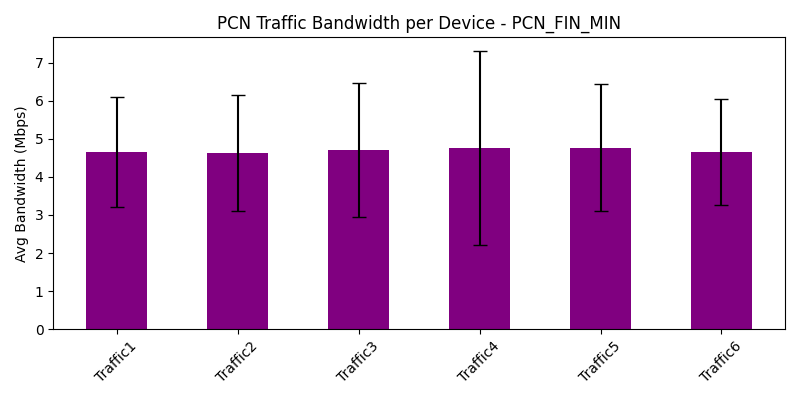 PCN Traffic Bandwidth per Device - PCN_FIN_MIN
Avg Bandwidth (Mbps)
7
6
5
4
3
2
1
0
Traffic1
Traffic2
Traffic3
Traffic4
Traffic5
Traffic6